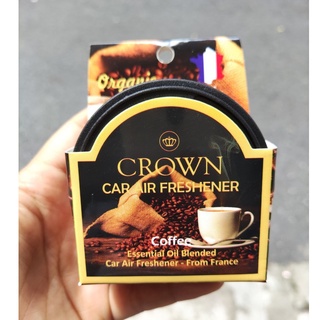 Organic
CROWN
CAR AIR FRESHENER
Coffee
Essential Oil Blended
Car Air Freshener - From France